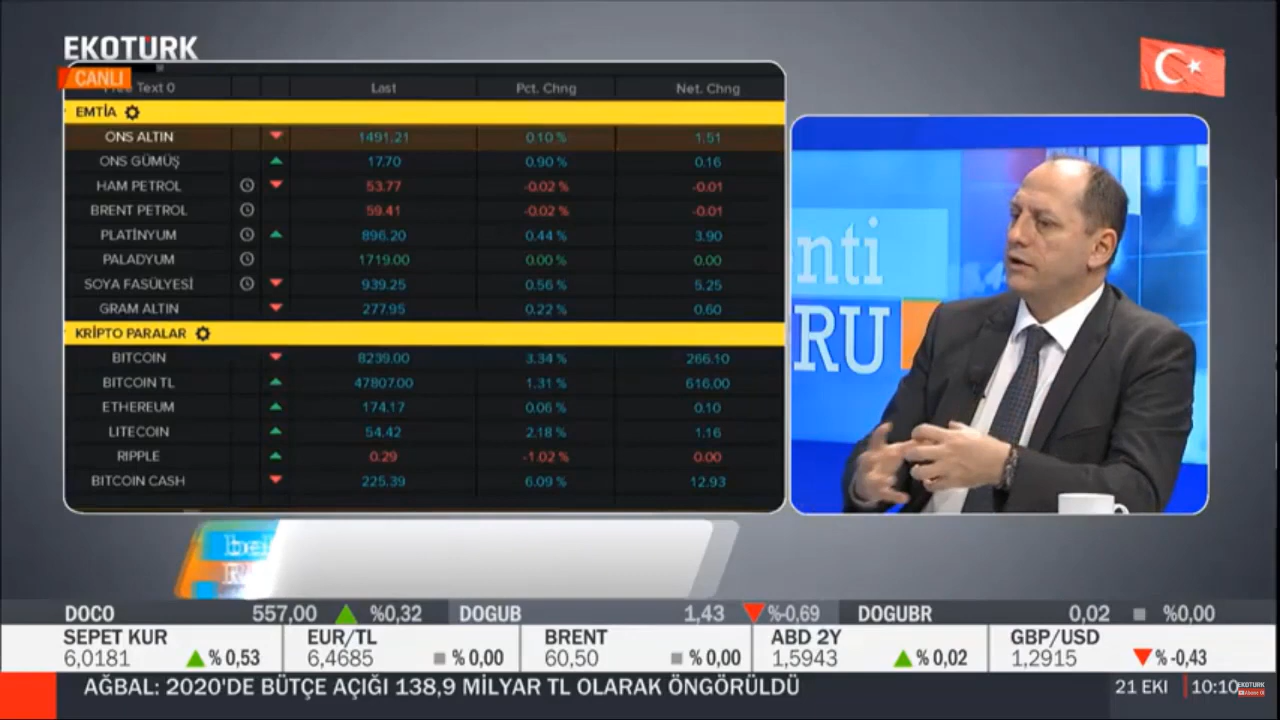 EKOTÜRK
CANLI
Text 0 Last Pct. Chng Net. Chng
EMTİA
ONS ALTIN 1491.21 0.10 % 1.51
ONS GÜMÜŞ 17.70 0.90 % 0.16
HAM PETROL 53.77 -0.02 % -0.01
BRENT PETROL 59.41 -0.02 % -0.01
PLATİNYUM 896.20 0.44 % 3.90
PALADYUM 1719.00 0.00 % 0.00
SOYA FASÜLYESİ 939.25 0.56 % 5.25
GRAM ALTIN 277.95 0.22 % 0.60
KRİPTO PARALAR
BITCOIN 8239.00 3.34 % 266.10
BITCOIN TL 47807.00 1.31 % 616.00
ETHEREUM 174.17 0.06 % 0.10
LITECOIN 54.42 2.18 % 1.16
RIPPLE 0.29 -1.02 % 0.00
BITCOIN CASH 225.39 6.09 % 12.93
nti
RU
DOCO 557,00 %0,32 DOGUB 1,43 %-0,69 DOGUBR 0,02 %0,00
SEPET KUR EUR/TL BRENT ABD 2Y GBP/USD
6,0181 % 0,53 6,4685 % 0,00 60,50 % 0,00 1,5943 % 0,02 1,2915 % -0,43
AĞBAL: 2020'DE BÜTÇE AÇIĞI 138,9 MİLYAR TL OLARAK ÖNGÖRÜLDÜ
21 EKI 10:10
EKOTÜRK